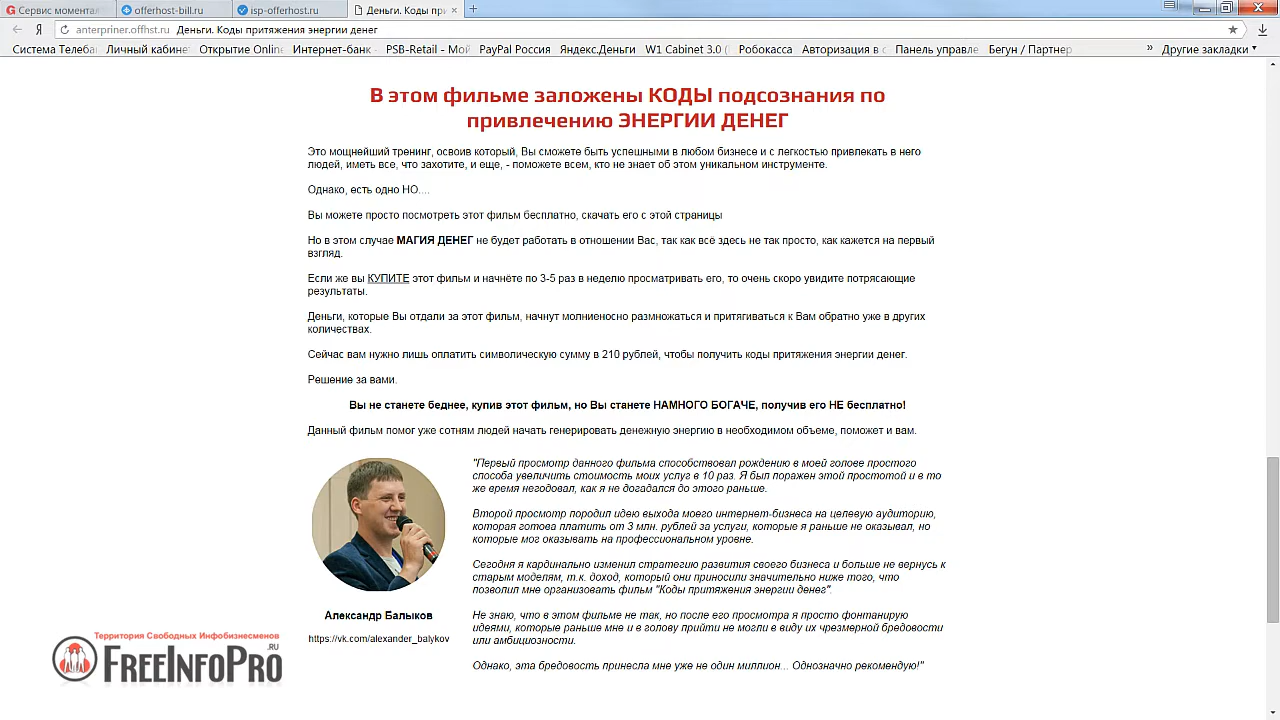 Сервис момента
offerhost-bill.ru
isp-offerhost.ru
Деньги. Коды при
anterpriner.offhst.ru Деньги. Коды притяжения энергии денег
Система Телеба
Личный кабине
Открытие Onlin
Интернет-банк -
PSB-Retail - Мой
PayPal Россия
Яндекс.Деньги
W1 Cabinet 3.0 (
Робокасса
Авторизация в с
Панель управле
Бегун / Партнер
» Другие закладки
В этом фильме заложены КОДЫ подсознания по
привлечению ЭНЕРГИИ ДЕНЕГ
Это мощнейший тренинг, освоив который, Вы сможете быть успешными в любом бизнесе и с легкостью привлекать в него
людей, иметь все, что захотите, и еще, - поможете всем, кто не знает об этом уникальном инструменте.
Однако, есть одно НО....
Вы можете просто посмотреть этот фильм бесплатно, скачать его с этой страницы
Но в этом случае МАГИЯ ДЕНЕГ не будет работать в отношении Вас, так как всё здесь не так просто, как кажется на первый
взгляд.
Если же вы КУПИТЕ этот фильм и начнёте по 3-5 раз в неделю просматривать его, то очень скоро увидите потрясающие
результаты.
Деньги, которые Вы отдали за этот фильм, начнут молниеносно размножаться и притягиваться к Вам обратно уже в других
количествах.
Сейчас вам нужно лишь оплатить символическую сумму в 210 рублей, чтобы получить коды притяжения энергии денег.
Решение за вами.
Вы не станете беднее, купив этот фильм, но Вы станете НАМНОГО БОГАЧЕ, получив его НЕ бесплатно!
Данный фильм помог уже сотням людей начать генерировать денежную энергию в необходимом объеме, поможет и вам.
"Первый просмотр данного фильма способствовал рождению в моей голове простого
способа увеличить стоимость моих услуг в 10 раз. Я был поражен этой простотой и в то
же время негодовал, как я не догадался до этого раньше.
Второй просмотр породил идею выхода моего интернет-бизнеса на целевую аудиторию,
которая готова платить от 3 млн. рублей за услуги, которые я раньше не оказывал, но
которые мог оказывать на профессиональном уровне.
Сегодня я кардинально изменил стратегию развития своего бизнеса и больше не вернусь к
старым моделям, т.к. доход, который они приносили значительно ниже того, что
позволил мне организовать фильм "Коды притяжения энергии денег".
Не знаю, что в этом фильме не так, но после его просмотра я просто фонтанирую
идеями, которые раньше мне и в голову прийти не могли в виду их чрезмерной бредовости
или амбициозности.
Однако, эта бредовость принесла мне уже не один миллион... Однозначно рекомендую!"
Александр Балыков
https://vk.com/alexander_balykov
Территория Свободных Инфобизнесменов
FREEINFOPRO.RU